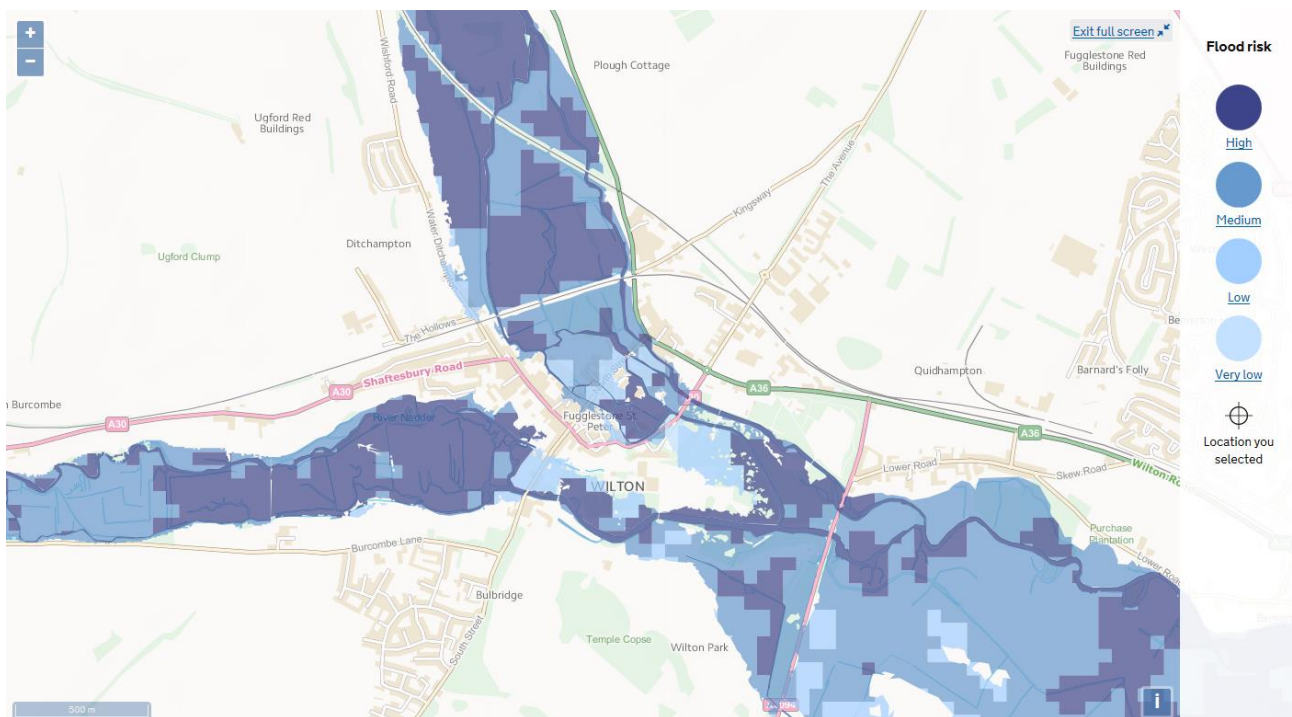 +
−
Exit full screen
Flood risk
High
Medium
Low
Very low
Location you
selected
Wishford Road
Plough Cottage
Fugglestone Red
Buildings
Ugford Red
Buildings
The Avenue
Kingsway
Water Ditchampton
Ditchampton
Ugford Clump
The Hollows
Shaftesbury Road
A30
A36
Quidhampton
Barnard's Folly
Burcombe
A30
River Nadder
Fugglestone St.
Peter
A36
Lower Road
Skew Road
Wilton
WILTON
Purchase
Plantation
Burcombe Lane
Lower Road
Bulbridge
South Street
Temple Copse
Wilton Park
500 m
i